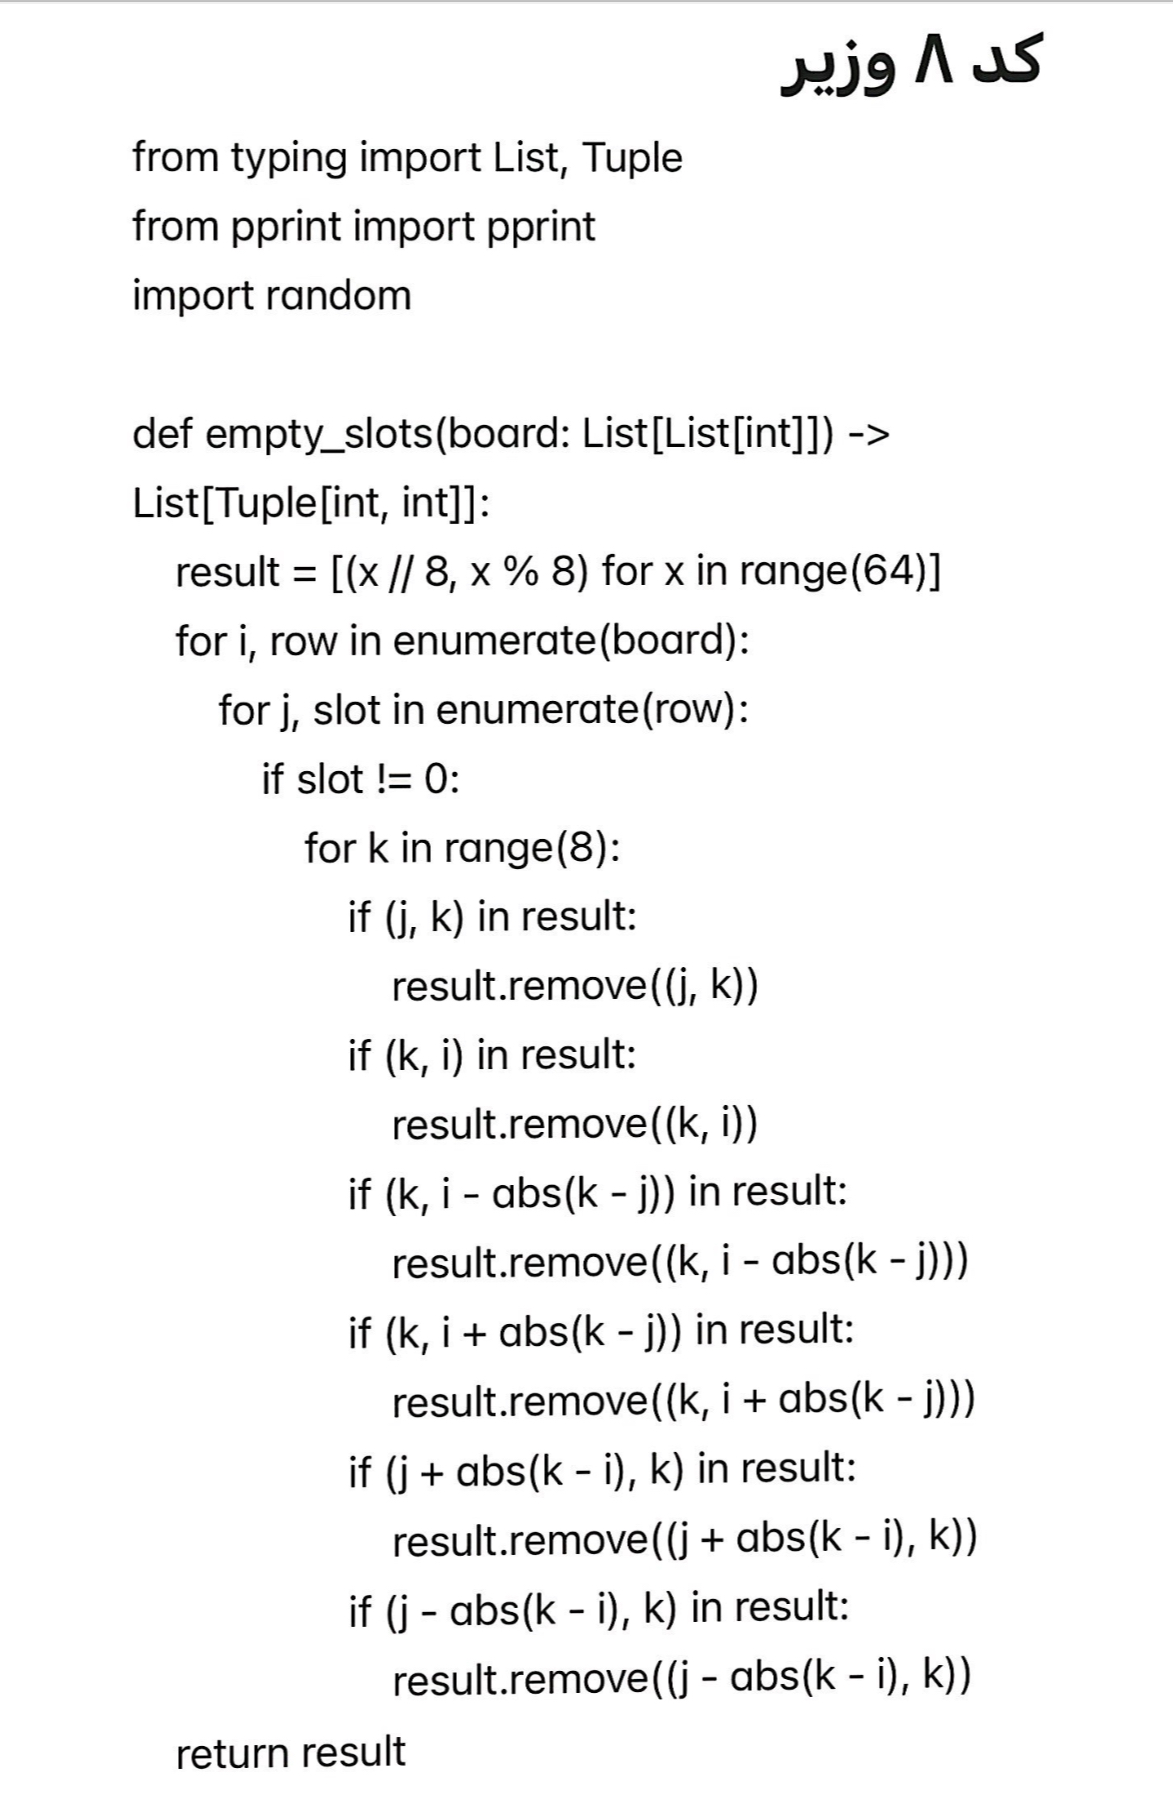 کد ۸ وزیر
from typing import List, Tuple
from pprint import pprint
import random
def empty_slots(board: List[List[int]]) ->
List[Tuple[int, int]]:
result = [(x // 8, x % 8) for x in range(64)]
for i, row in enumerate(board):
for j, slot in enumerate(row):
if slot != 0:
for k in range(8):
if (j, k) in result:
result.remove((j, k))
if (k, i) in result:
result.remove((k, i))
if (k, i - abs(k - j)) in result:
result.remove((k, i - abs(k - j)))
if (k, i + abs(k - j)) in result:
result.remove((k, i + abs(k - j)))
if (j + abs(k - i), k) in result:
result.remove((j + abs(k - i), k))
if (j - abs(k - i), k) in result:
result.remove((j - abs(k - i), k))
return result